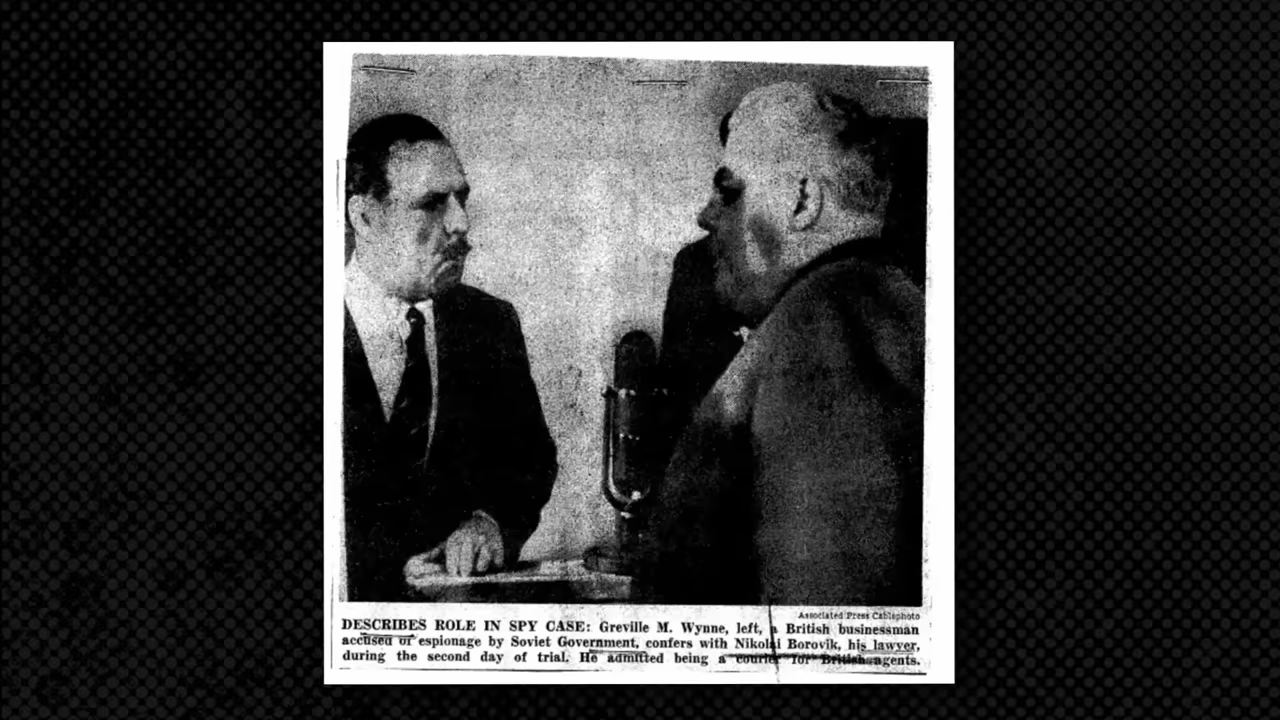 Associated Press Cablephoto
DESCRIBES ROLE IN SPY CASE: Greville M. Wynne, left, a British businessman
accused of espionage by Soviet Government, confers with Nikolai Borovik, his lawyer,
during the second day of trial. He admitted being a courier for British agents.